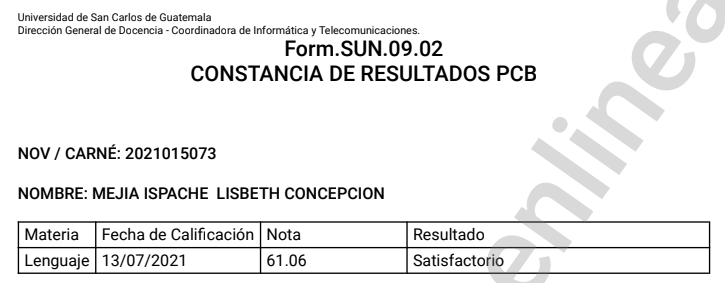 Universidad de San Carlos de Guatemala
Dirección General de Docencia - Coordinadora de Informática y Telecomunicaciones.
Form.SUN.09.02
CONSTANCIA DE RESULTADOS PCB
NOV / CARNÉ: 2021015073
NOMBRE: MEJIA ISPACHE LISBETH CONCEPCION
Materia Fecha de Calificación Nota Resultado
Lenguaje 13/07/2021 61.06 Satisfactorio
enlinea